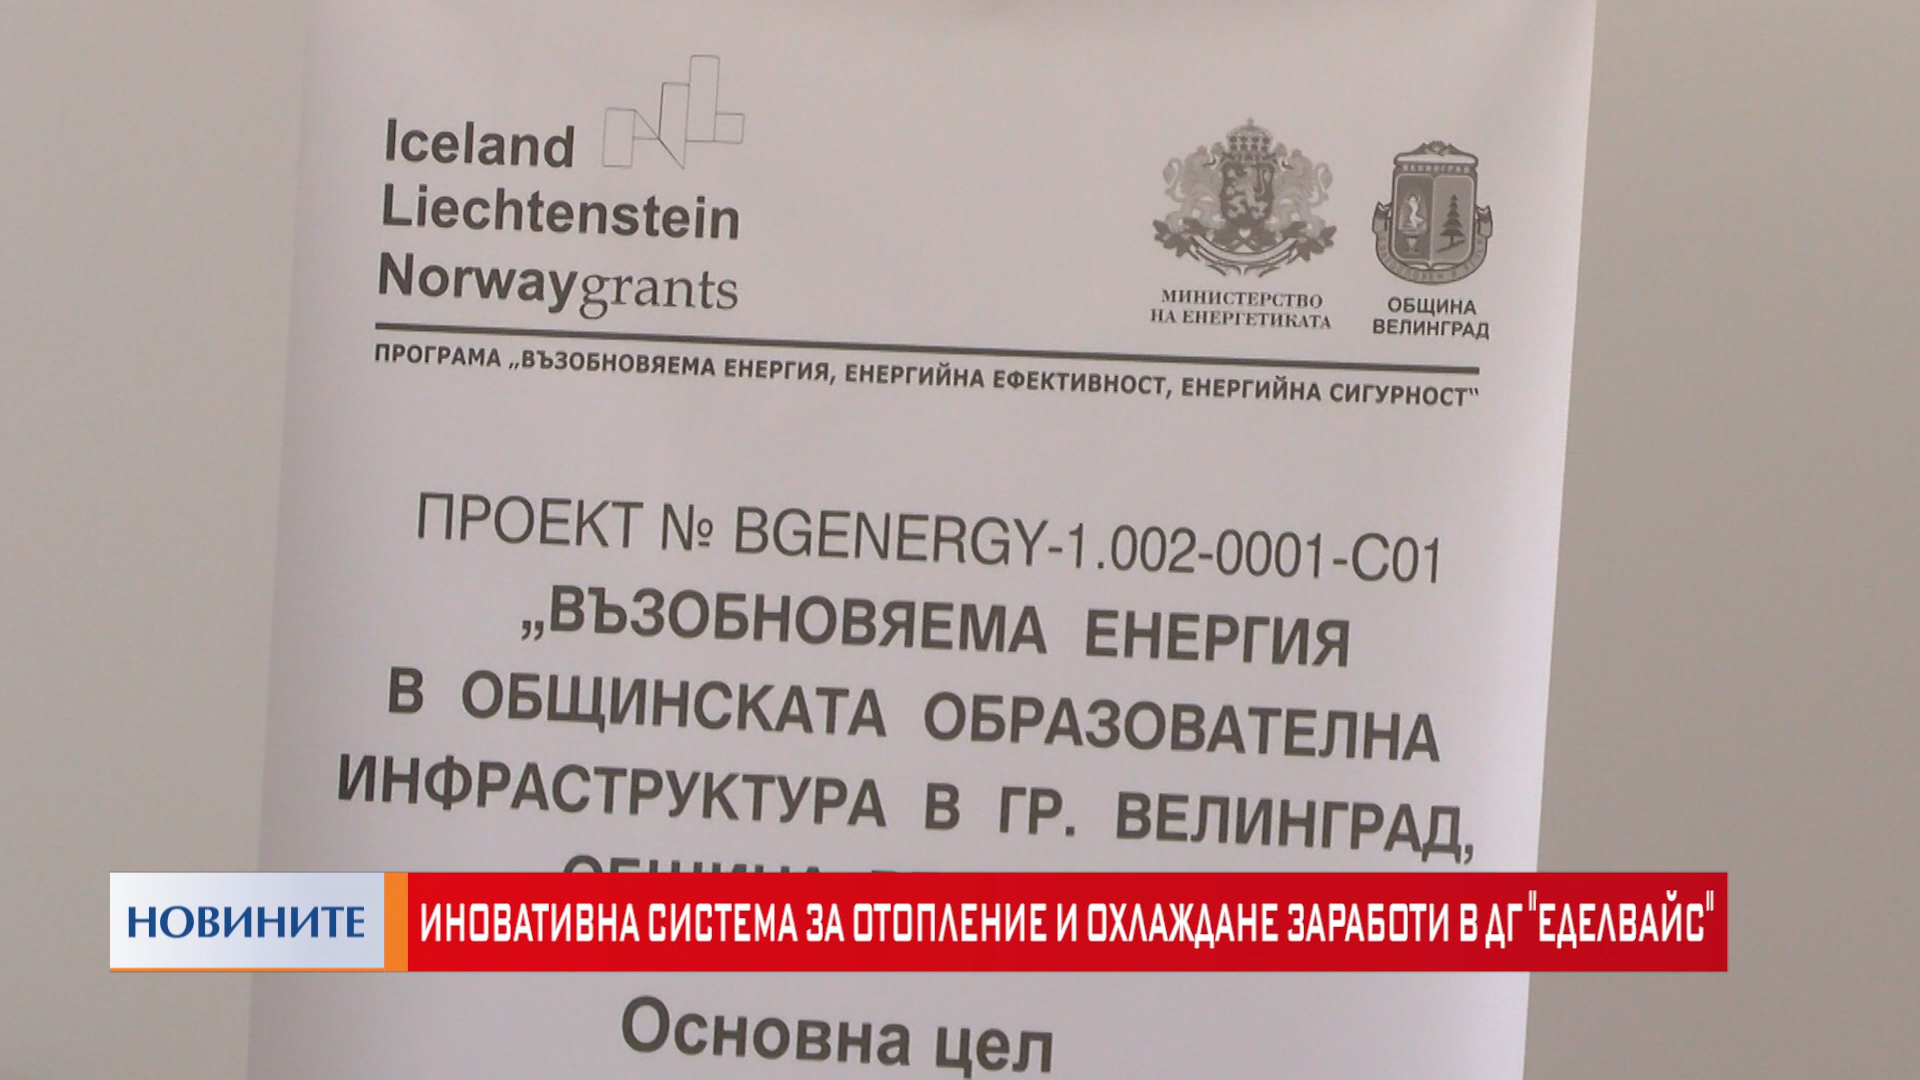 Iceland
Liechtenstein
Norwaygrants
МИНИСТЕРСТВО
НА ЕНЕРГЕТИКАТА
ВЕЛИНГРАД
ОБЩИНА
ВЕЛИНГРАД
ПРОГРАМА „ВЪЗОБНОВЯЕМА ЕНЕРГИЯ, ЕНЕРГИЙНА ЕФЕКТИВНОСТ, ЕНЕРГИЙНА СИГУРНОСТ“
ПРОЕКТ № BGENERGY-1.002-0001-C01
„ВЪЗОБНОВЯЕМА ЕНЕРГИЯ
В ОБЩИНСКАТА ОБРАЗОВАТЕЛНА
ИНФРАСТРУКТУРА В ГР. ВЕЛИНГРАД,
ОБЩИНА
НОВИНИТЕ
ИНОВАТИВНА СИСТЕМА ЗА ОТОПЛЕНИЕ И ОХЛАЖДАНЕ ЗАРАБОТИ В ДГ "ЕДЕЛВАЙС"
Основна цел